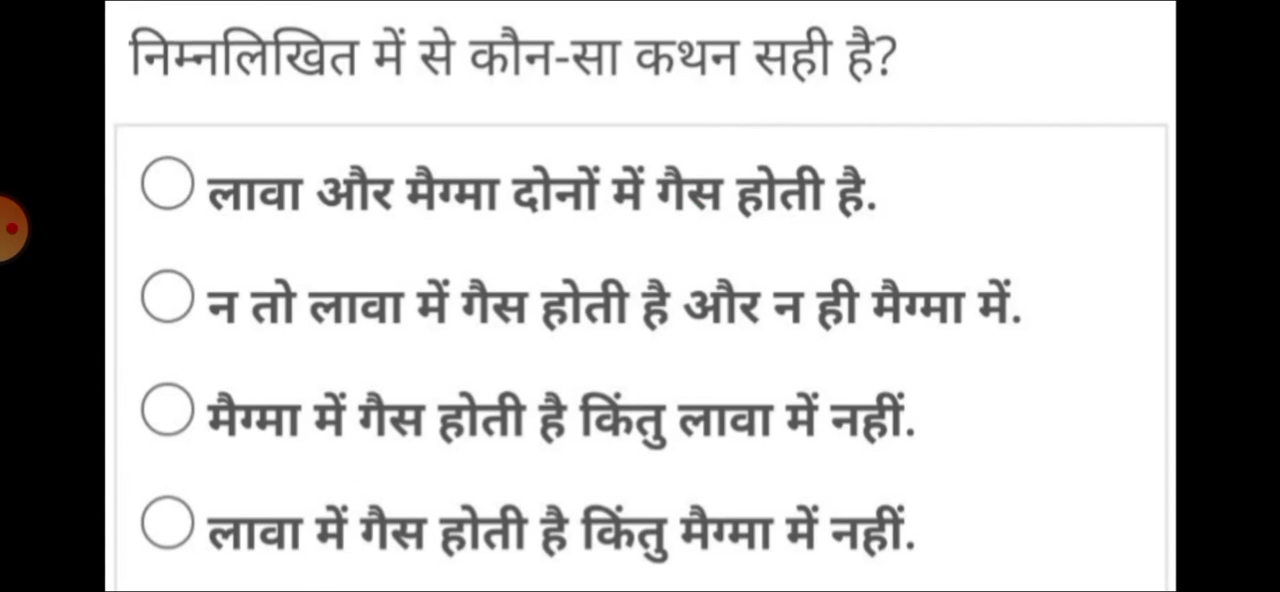 निम्नलिखित में से कौन-सा कथन सही है?
लावा और मैग्मा दोनों में गैस होती है.
न तो लावा में गैस होती है और न ही मैग्मा में.
मैग्मा में गैस होती है किंतु लावा में नहीं.
लावा में गैस होती है किंतु मैग्मा में नहीं.